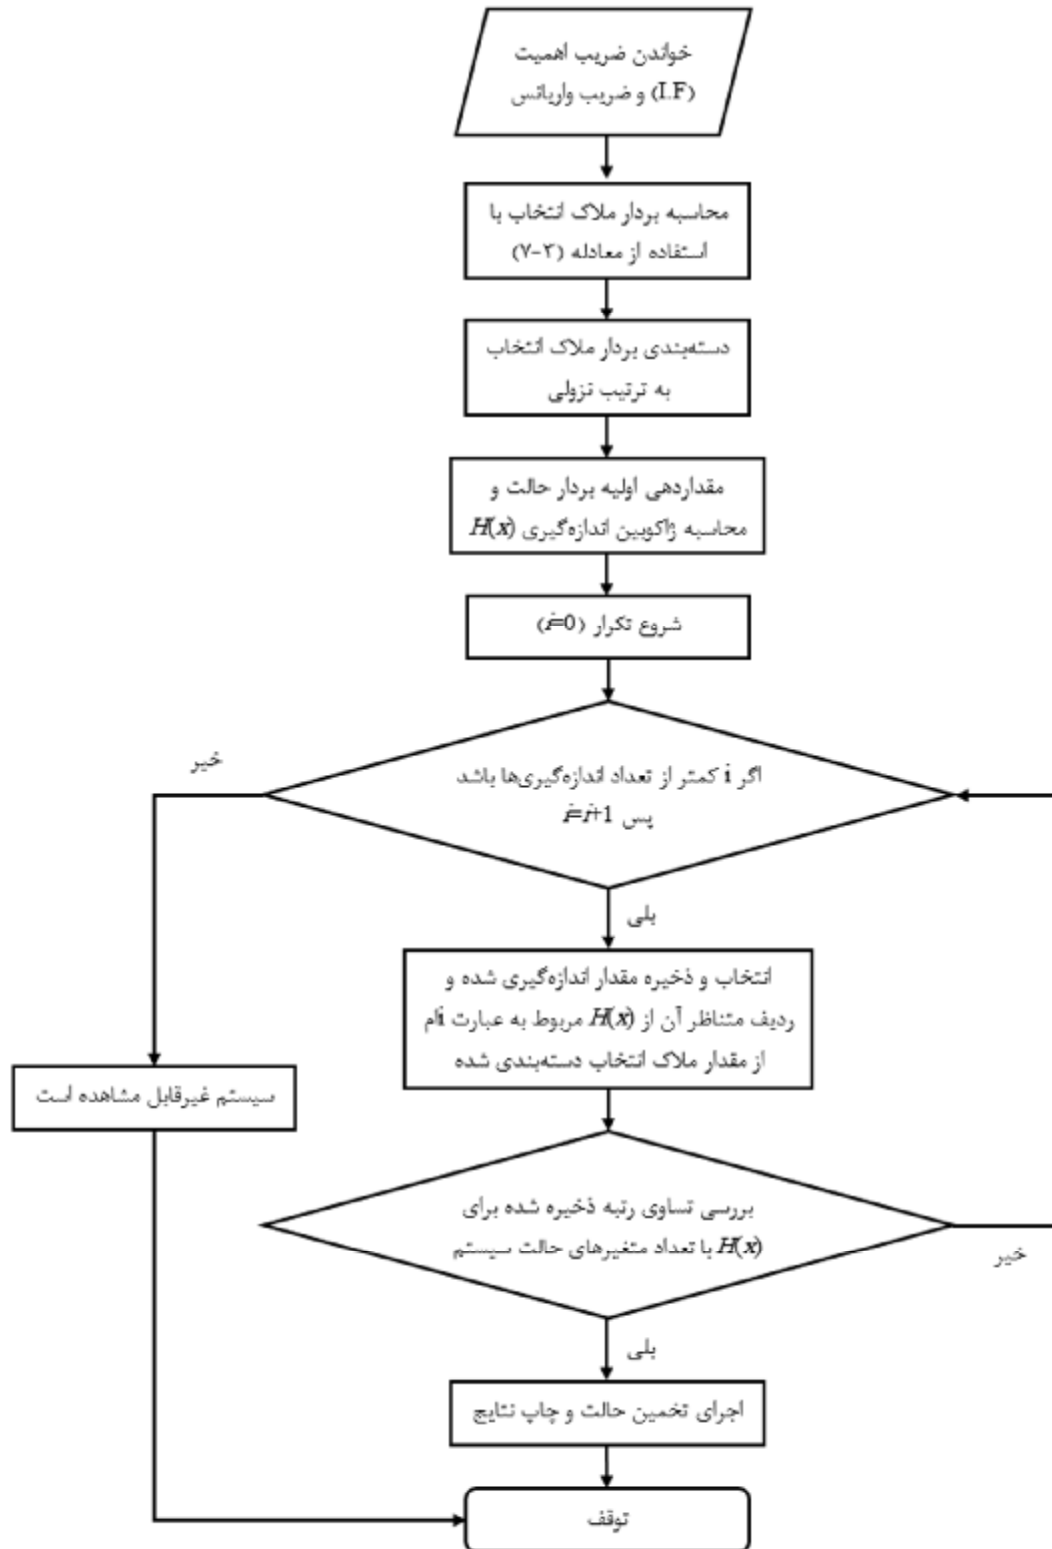 خواندن ضریب اهمیت
(I.F) و ضریب واریانس
محاسبه بردار ملاک انتخاب با
استفاده از معادله (۳-۷)
دسته‌بندی بردار ملاک انتخاب
به ترتیب نزولی
مقداردهی اولیه بردار حالت و
محاسبه ژاکوبین اندازه‌گیری H(x)
شروع تکرار (i=0)
اگر i کمتر از تعداد اندازه‌گیری‌ها باشد
پس i=i+1
خیر
بلی
انتخاب و ذخیره مقدار اندازه‌گیری شده و
ردیف متناظر آن از H(x) مربوط به عبارت iام
از مقدار ملاک انتخاب دسته‌بندی شده
سیستم غیرقابل مشاهده است
بررسی تساوی رتبه ذخیره شده برای
H(x) با تعداد متغیرهای حالت سیستم
خیر
بلی
اجرای تخمین حالت و چاپ نتایج
توقف